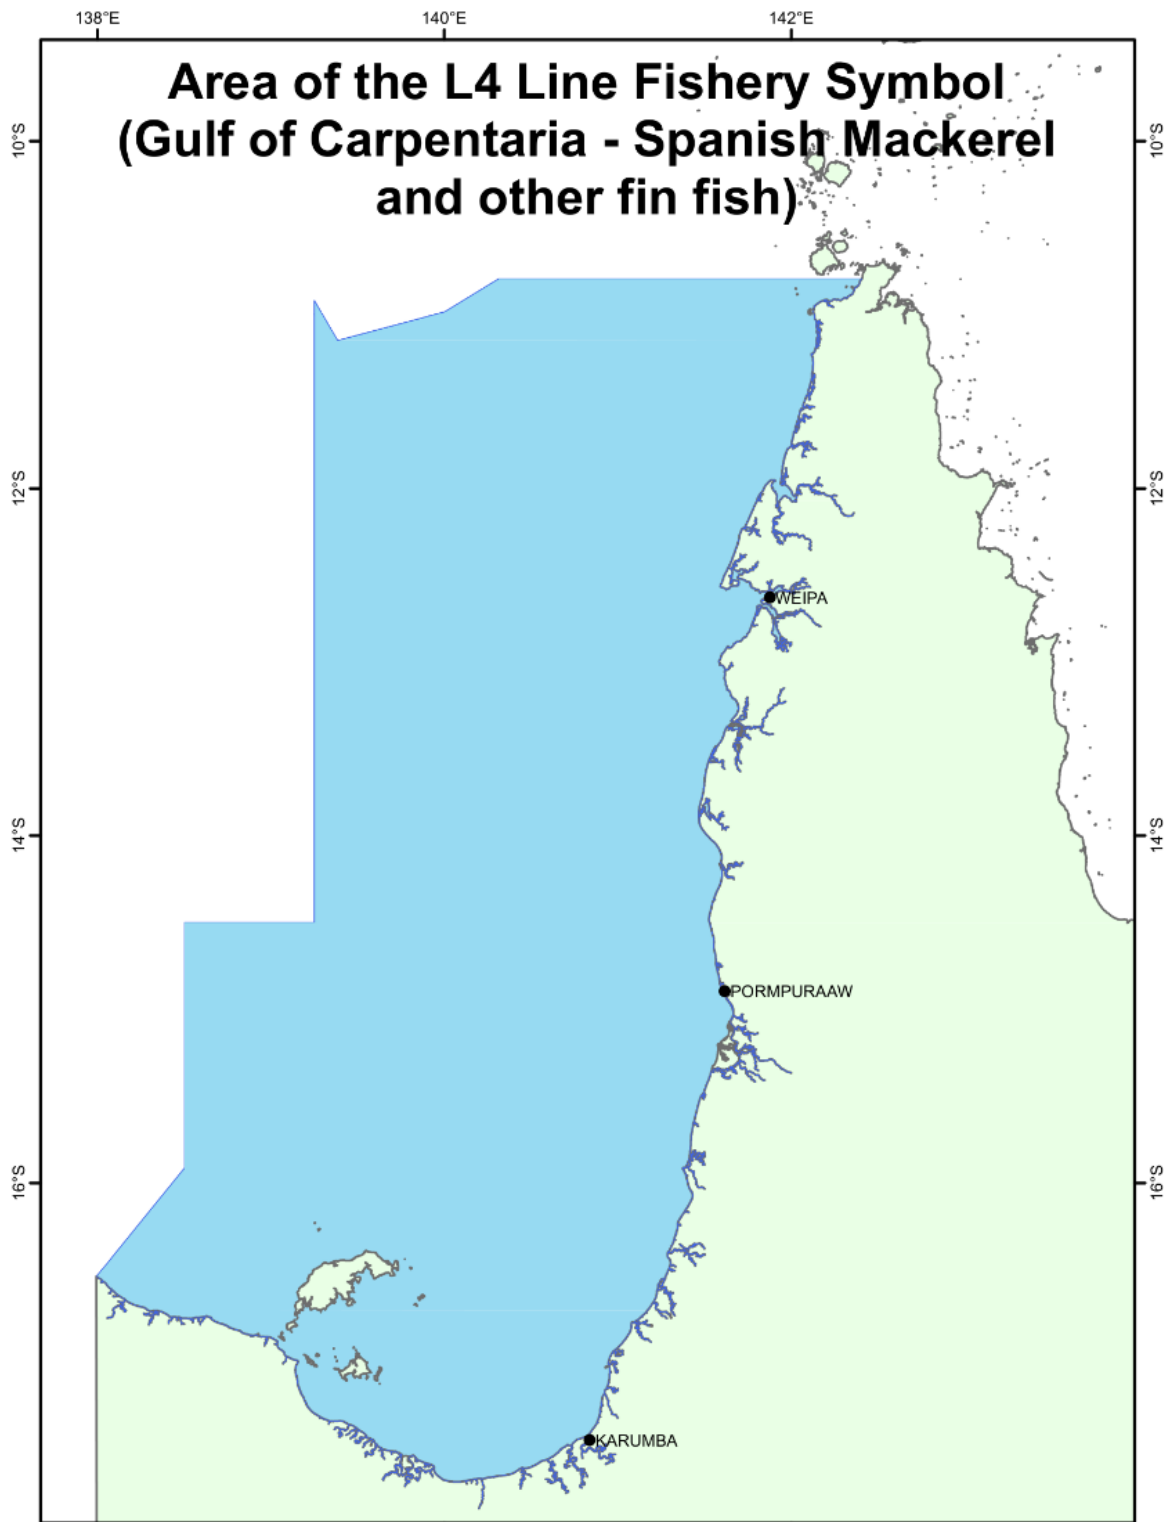 138°E 140°E 142°E
Area of the L4 Line Fishery Symbol
(Gulf of Carpentaria - Spanish Mackerel
and other fin fish)
10°S 10°S
12°S 12°S
WEIPA
14°S 14°S
PORMPURAAW
16°S 16°S
KARUMBA